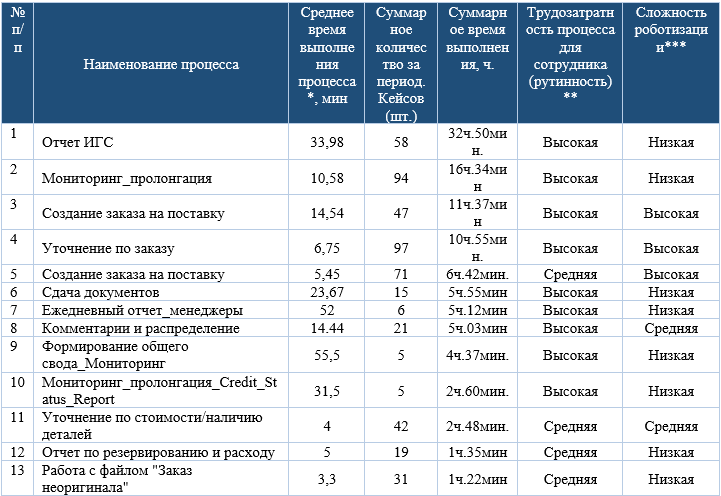 № п/п Наименование процесса Среднее время выполнения процесса*, мин Суммарное количество за период. Кейсов (шт.) Суммарное время выполнения, ч. Трудозатратность процесса для сотрудника (рутинность)** Сложность роботизации***
1 Отчет ИГС 33,98 58 32ч.50мин. Высокая Низкая
2 Мониторинг_пролонгация 10,58 94 16ч.34мин Высокая Низкая
3 Создание заказа на поставку 14,54 47 11ч.37мин Высокая Высокая
4 Уточнение по заказу 6,75 97 10ч.55мин. Высокая Высокая
5 Создание заказа на поставку 5,45 71 6ч.42мин. Средняя Высокая
6 Сдача документов 23,67 15 5ч.55мин Высокая Низкая
7 Ежедневный отчет_менеджеры 52 6 5ч.12мин Высокая Низкая
8 Комментарии и распределение 14.44 21 5ч.03мин Высокая Средняя
9 Формирование общего свода_Мониторинг 55,5 5 4ч.37мин. Высокая Низкая
10 Мониторинг_пролонгация_Credit_Status_Report 31,5 5 2ч.60мин. Высокая Низкая
11 Уточнение по стоимости/наличию деталей 4 42 2ч.48мин. Средняя Средняя
12 Отчет по резервированию и расходу 5 19 1ч.35мин Средняя Низкая
13 Работа с файлом "Заказ неоригинала" 3,3 31 1ч.22мин Средняя Низкая